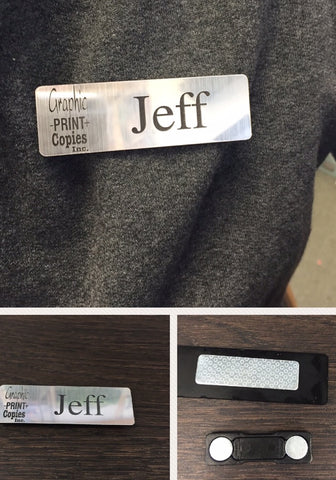 Graphic
-PRINT+
Copies
Inc.
Jeff
Graphic
-PRINT+
Copies
Inc.
Jeff